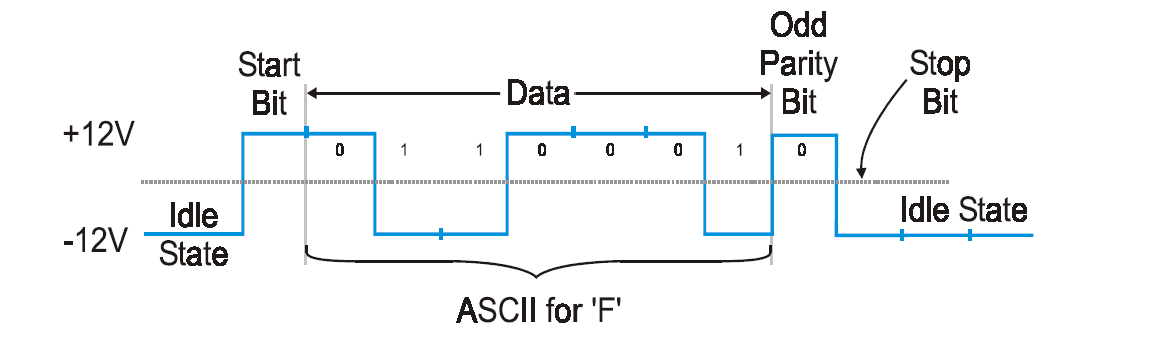 Start
Bit
Data
Odd
Parity
Bit
Stop
Bit
+12V
0 1 1 0 0 0 1 0
Idle
State
-12V
Idle State
ASCII for 'F'